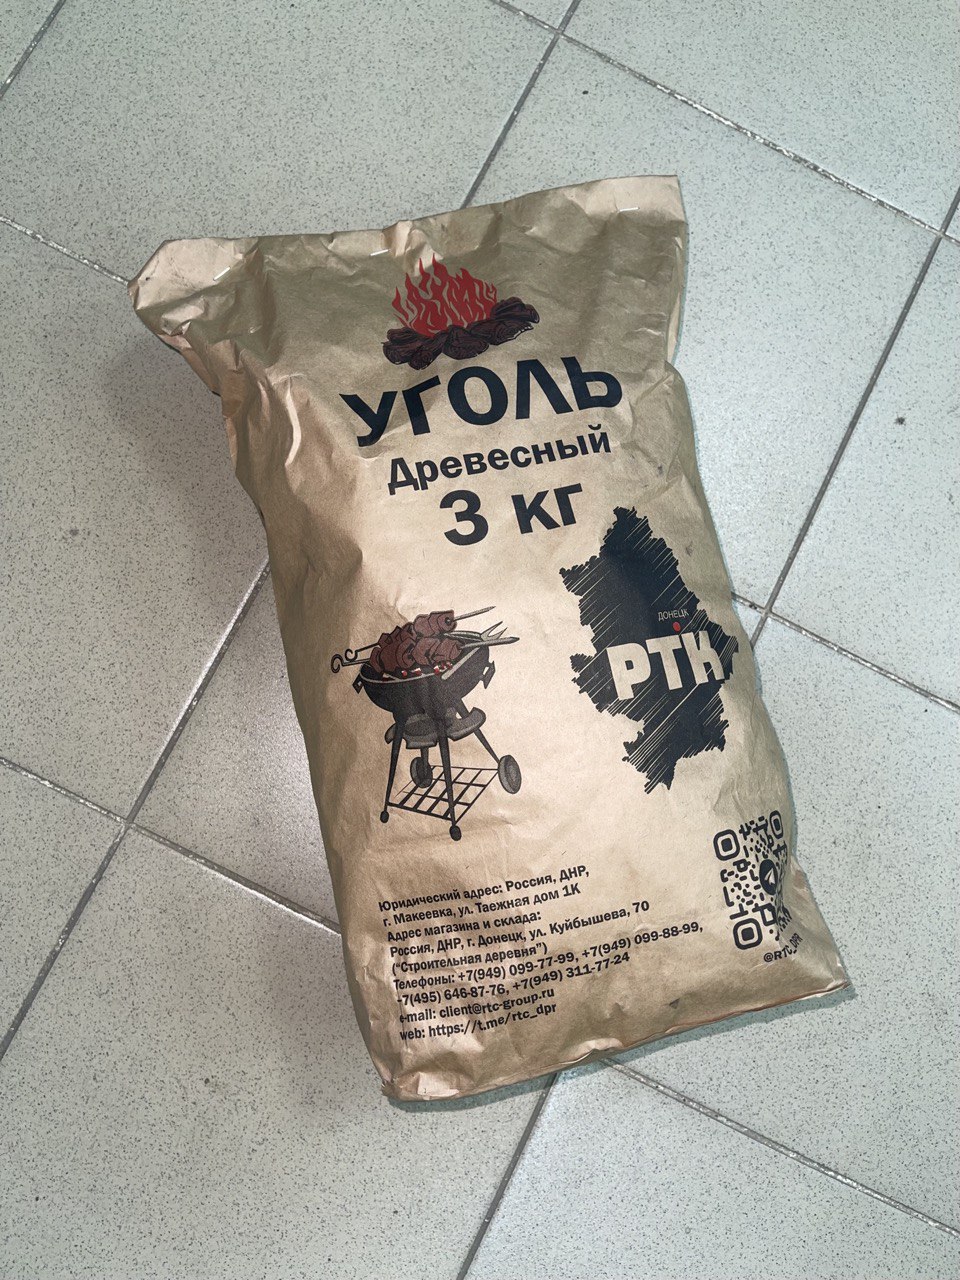 УГОЛЬ
Древесный
3 кг
ДОНЕЦК
РТК
Юридический адрес: Россия, ДНР,
г. Макеевка, ул. Таежная дом 1К
Адрес магазина и склада:
Россия, ДНР, г. Донецк, ул. Куйбышева, 70
("Строительная деревня")
Телефоны: +7(949) 099-77-99, +7(949) 099-88-99,
+7(495) 646-87-76, +7(949) 311-77-24
e-mail: client@rtc-group.ru
web: https://t.me/rtc_dpr
@RTC_DPR